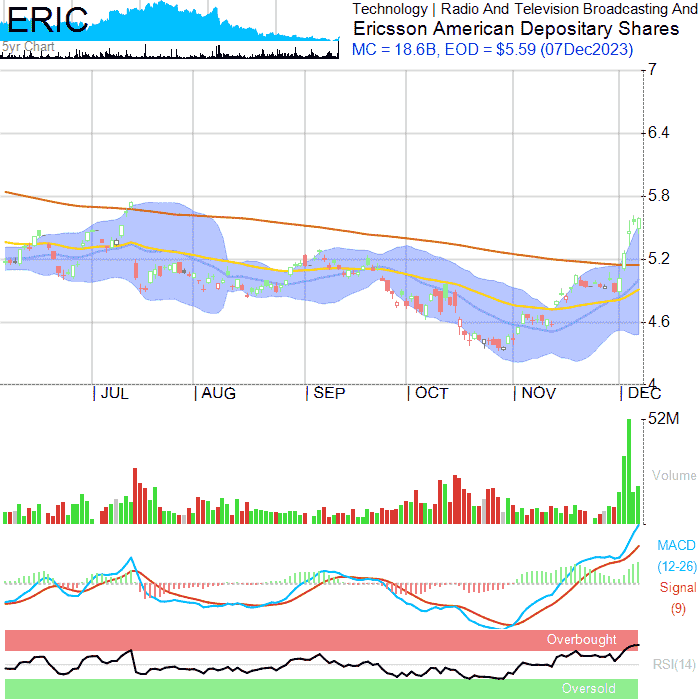 ERIC
5yr Chart
Technology | Radio And Television Broadcasting And
Ericsson American Depositary Shares
MC = 18.6B, EOD = $5.59 (07Dec2023)
7
6.4
5.8
5.2
4.6
4
JUL AUG SEP OCT NOV DEC
52M
Volume
MACD
(12-26)
Signal
(9)
Overbought
RSI(14)
Oversold